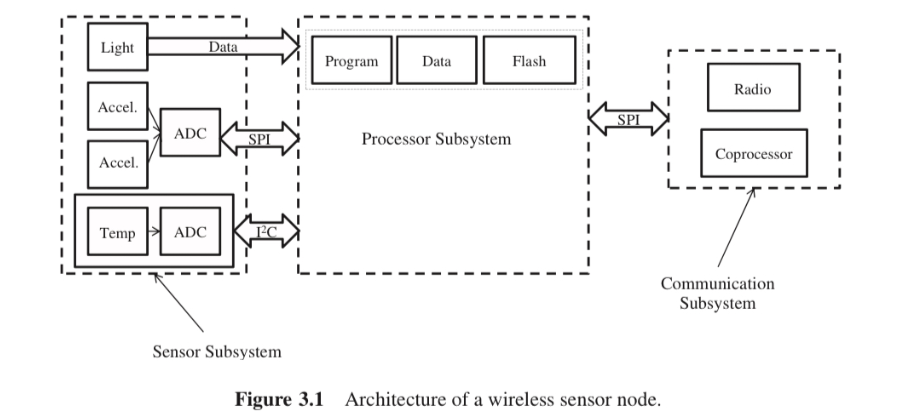 Light
Data
Accel.
Accel.
ADC
SPI
Temp
ADC
I²C
Program
Data
Flash
Processor Subsystem
SPI
Radio
Coprocessor
Communication
Subsystem
Sensor Subsystem
Figure 3.1 Architecture of a wireless sensor node.